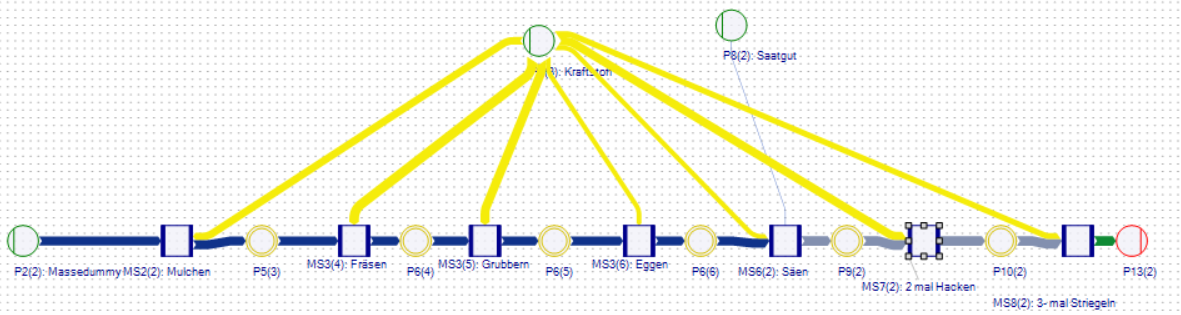 P8(2): Saatgut
(3): Kraftstoff
P2(2): Massedummy
MS2(2): Mulchen
P5(3)
MS3(4): Fräsen
P6(4)
MS3(5): Grubbern
P6(5)
MS3(6): Eggen
P6(6)
MS6(2): Säen
P9(2)
MS7(2): 2 mal Hacken
P10(2)
MS8(2): 3- mal Striegeln
P13(2)